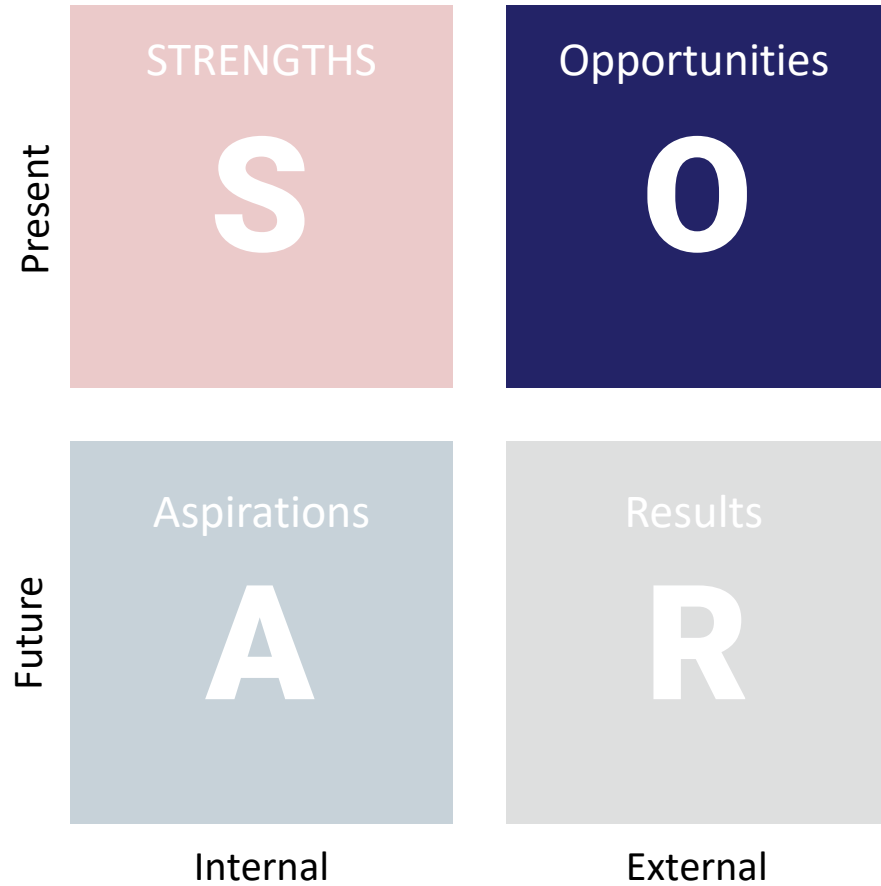 STRENGTHS
S
Opportunities
O
Present
Aspirations
A
Results
R
Future
Internal
External